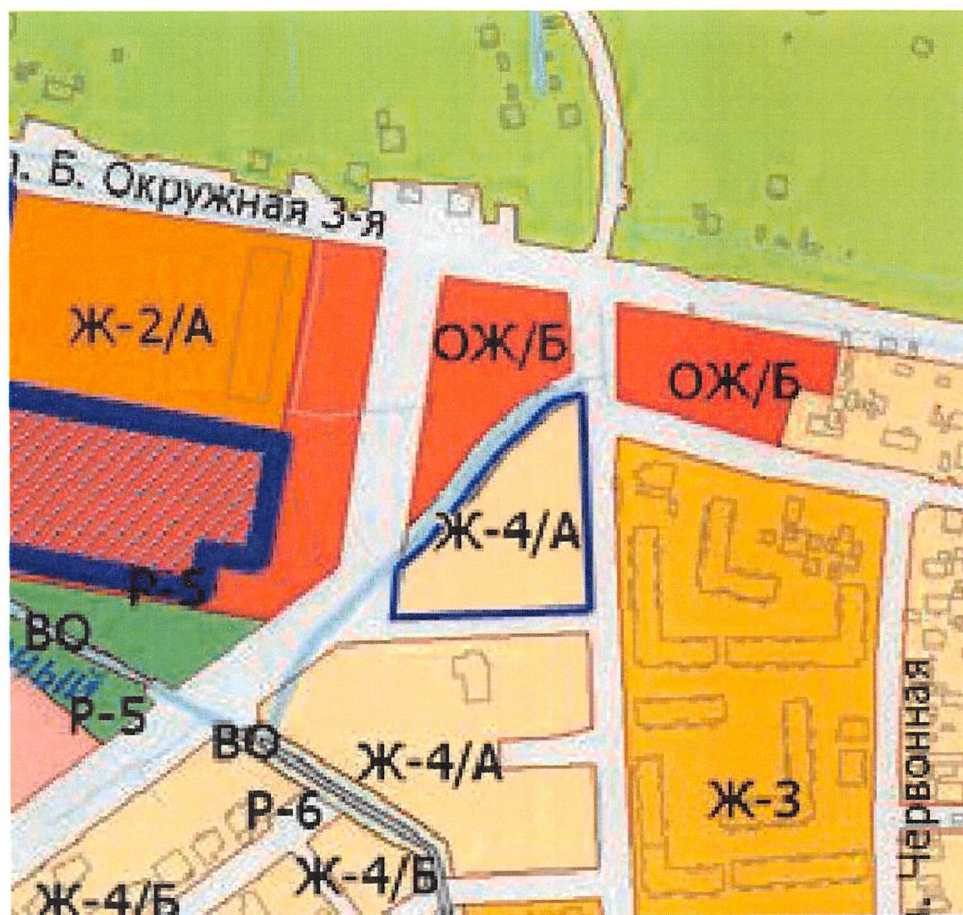 . Б. Окружная 3-я
Ж-2/А
ОЖ/Б
ОЖ/Б
Ж-4/А
Р-5
ВО
Р-5
ВО
Ж-4/А
Ж-3
Р-6
Ж-4/Б
Ж-4/Б
. Червонная